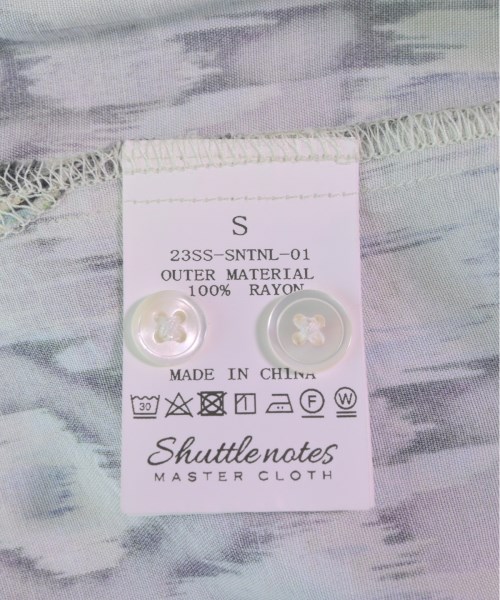 S
23SS-SNTNL-01
OUTER MATERIAL
100% RAYON
MADE IN CHINA
30 F W
Shuttlenotes
MASTER CLOTH